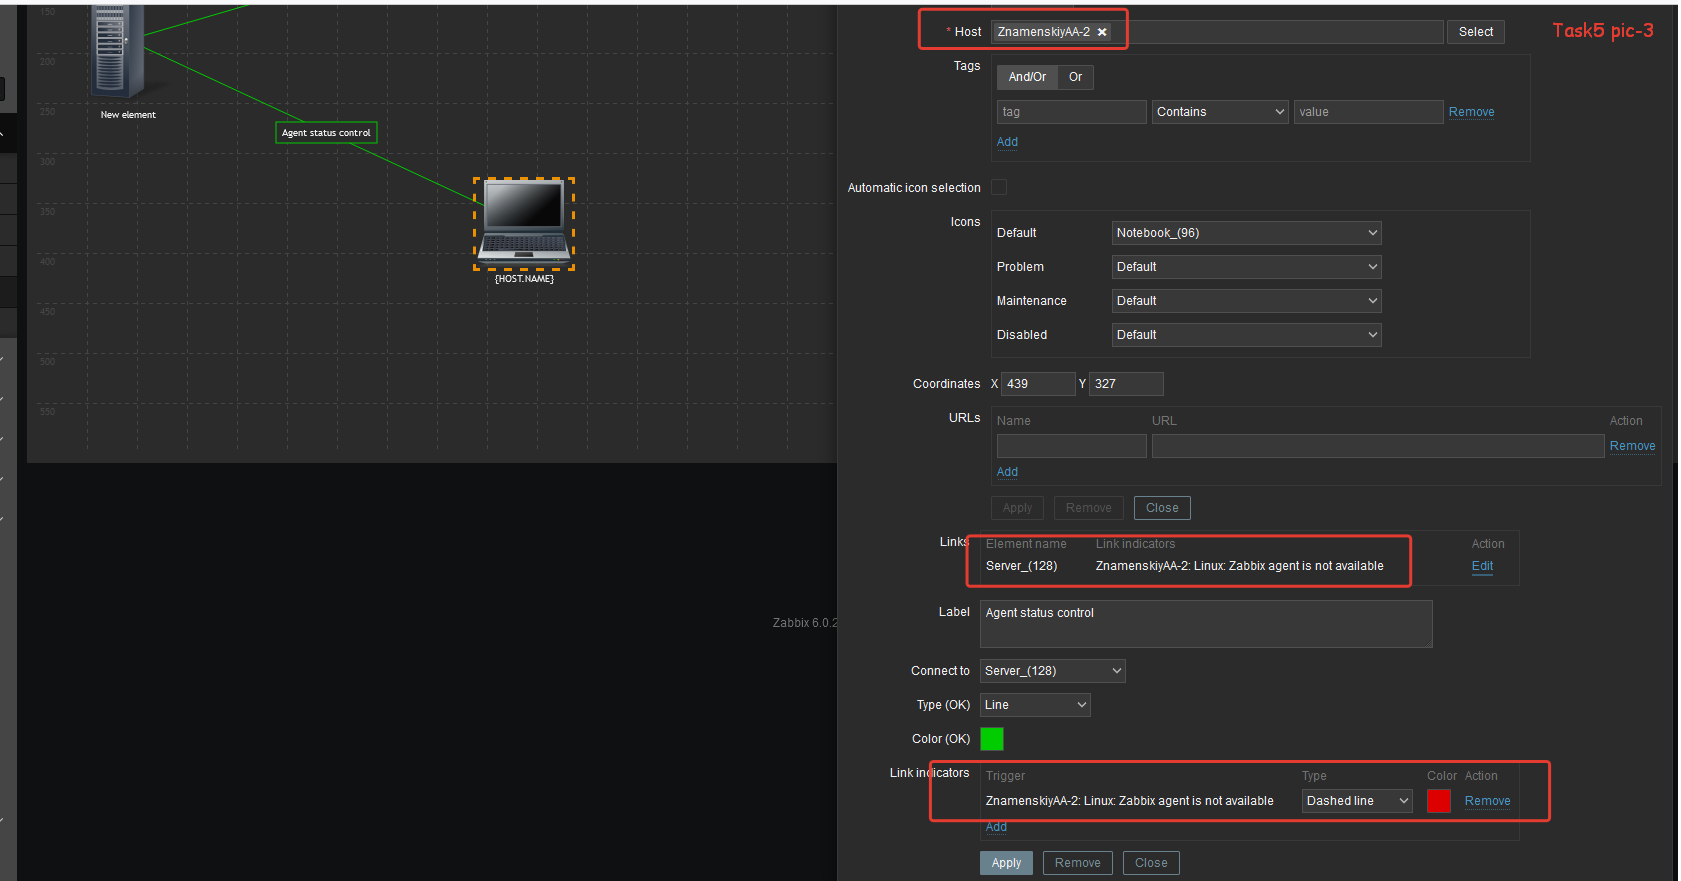 150
200
250
300
350
400
450
500
550
New element
Agent status control
{HOST.NAME}
Zabbix 6.0.2
Task5 pic-3
* Host ZnamenskiyAA-2 Select
Tags
And/Or Or
tag Contains value Remove
Add
Automatic icon selection
Icons
Default Notebook_(96)
Problem Default
Maintenance Default
Disabled Default
Coordinates X 439 Y 327
URLs Name URL Action
Remove
Add
Apply Remove Close
Links Element name Link indicators Action
Server_(128) ZnamenskiyAA-2: Linux: Zabbix agent is not available Edit
Label Agent status control
Connect to Server_(128)
Type (OK) Line
Color (OK)
Link indicators Trigger Type Color Action
ZnamenskiyAA-2: Linux: Zabbix agent is not available Dashed line Remove
Add
Apply Remove Close